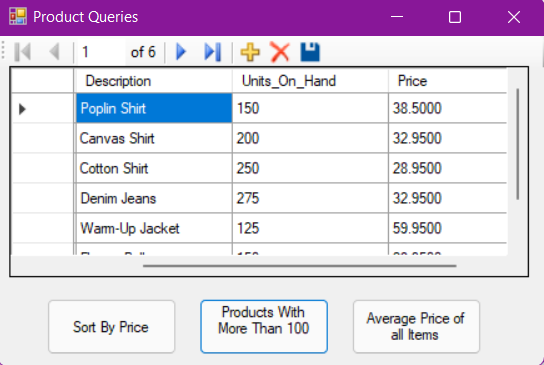 Product Queries
1 of 6
Description Units_On_Hand Price
Poplin Shirt 150 38.5000
Canvas Shirt 200 32.9500
Cotton Shirt 250 28.9500
Denim Jeans 275 32.9500
Warm-Up Jacket 125 59.9500
Sort By Price
Products With
More Than 100
Average Price of
all Items